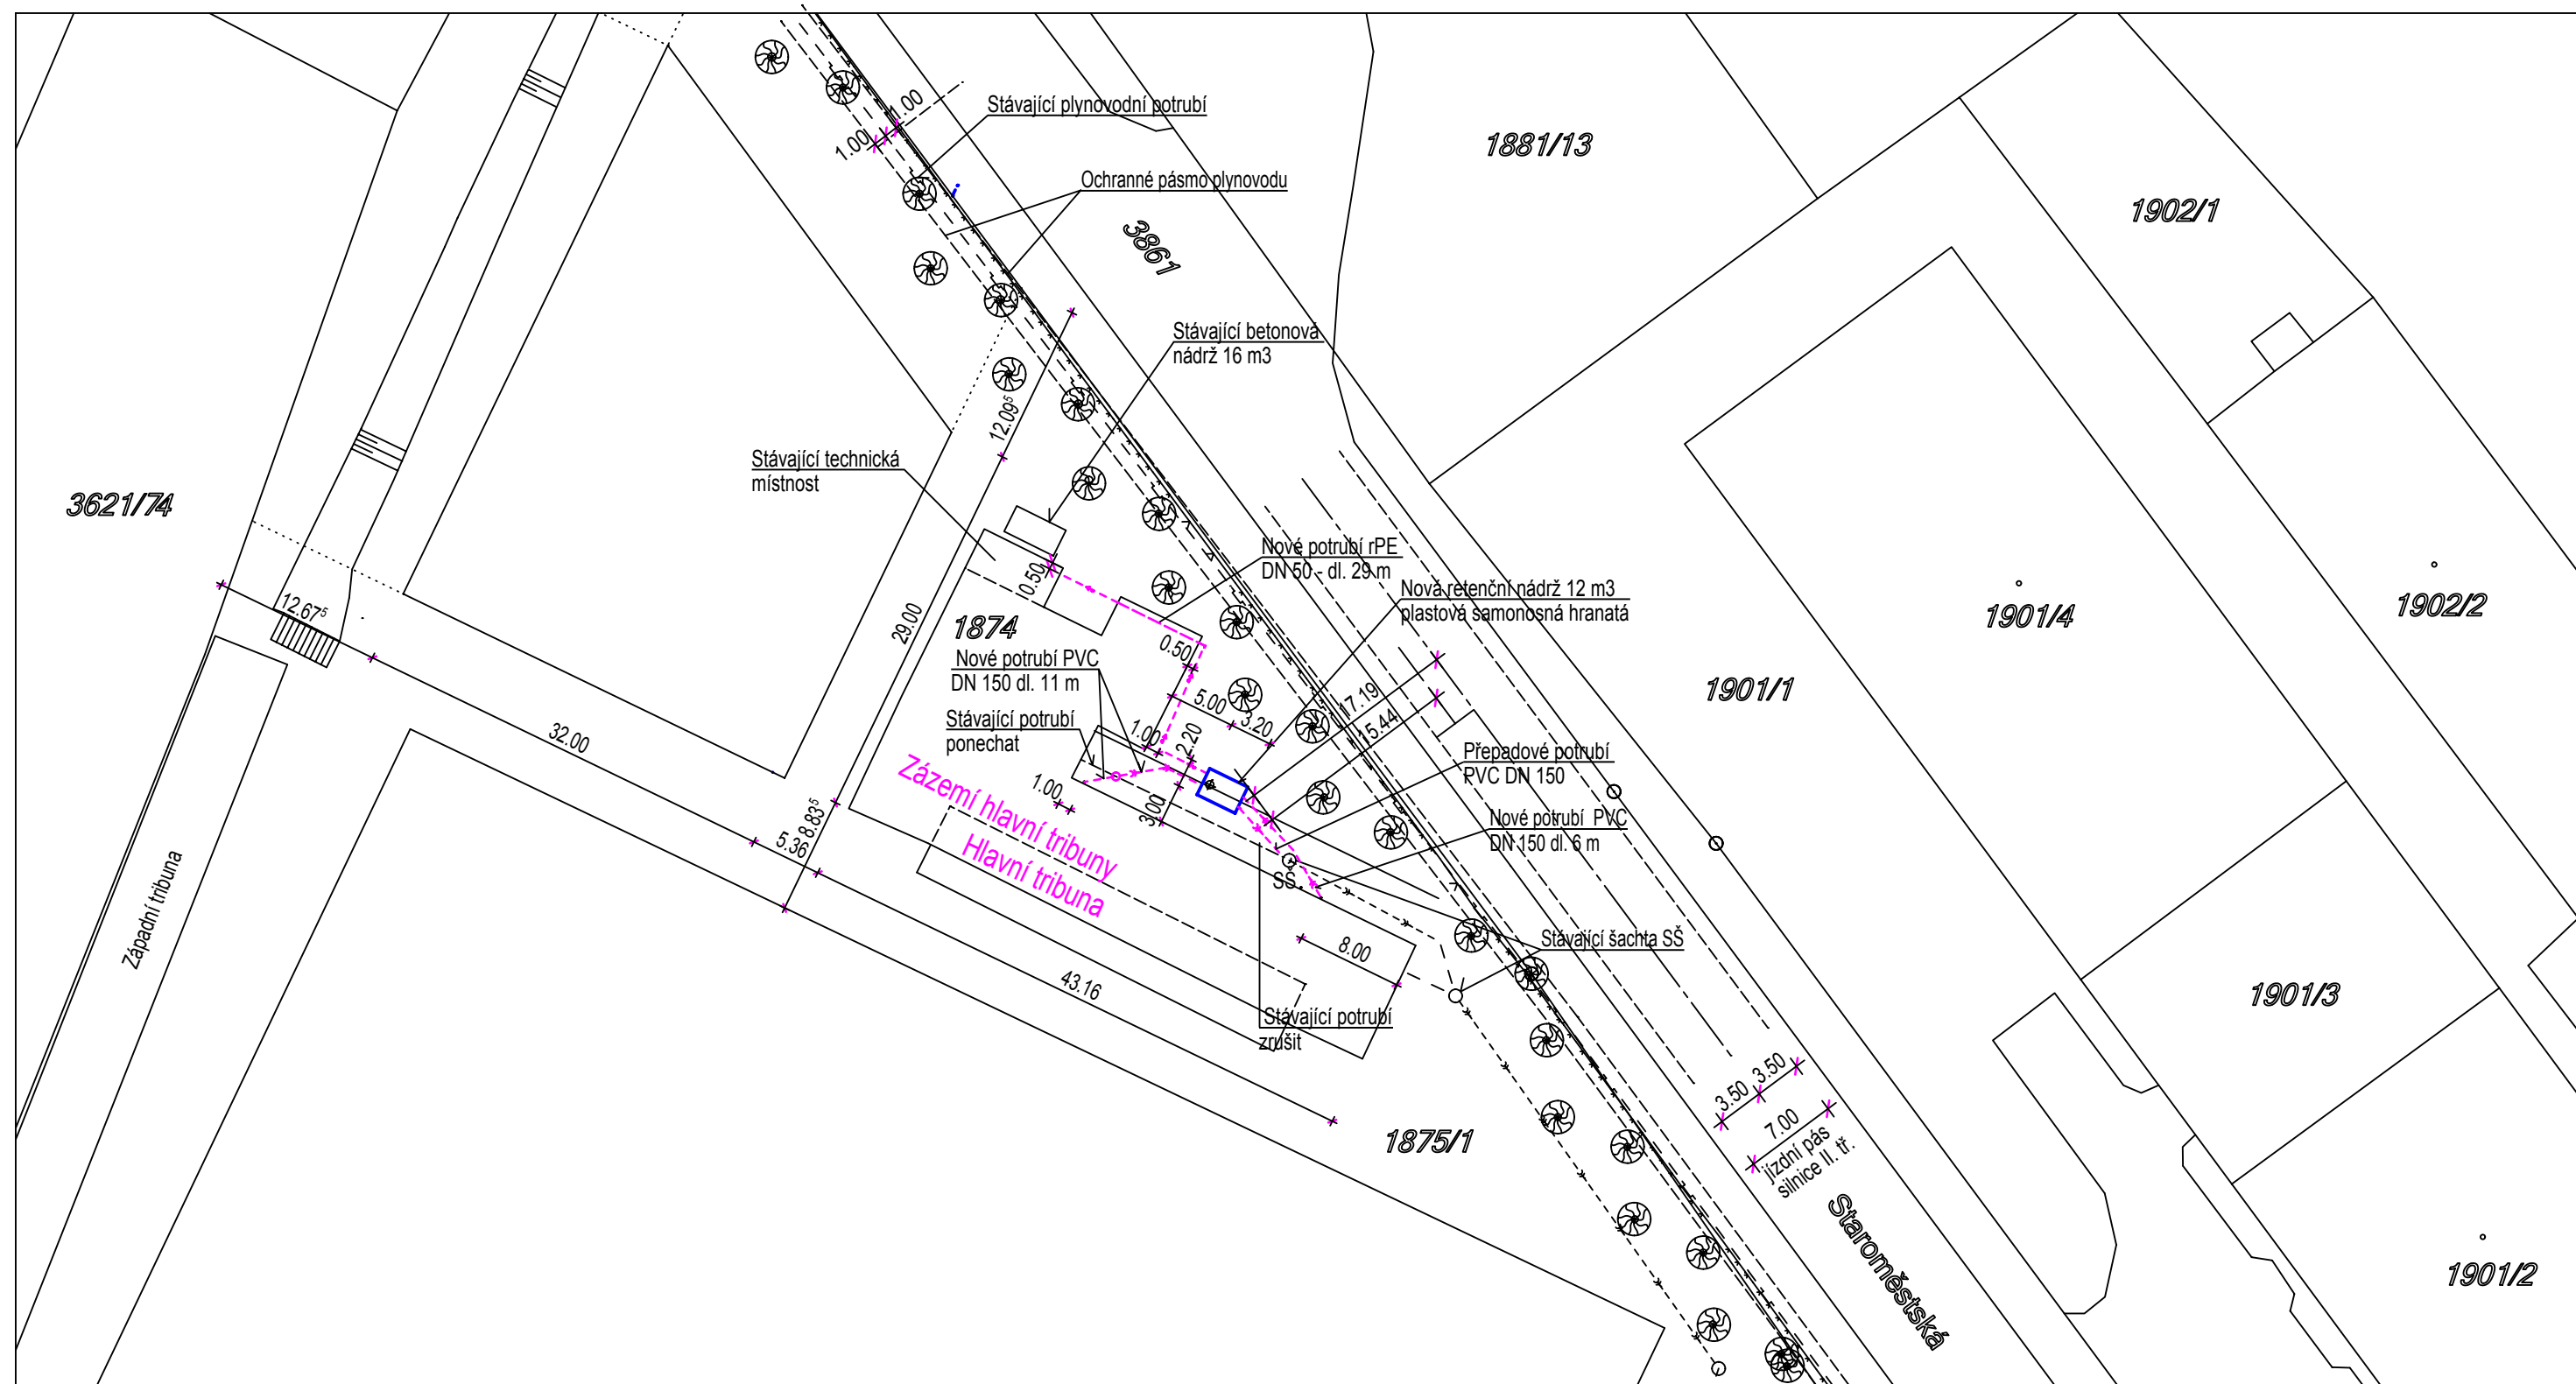 1.00
1.00
Stávající plynovodní potrubí
1881/13
Ochranné pásmo plynovodu
1902/1
3861
Stávající betonová
nádrž 16 m3
12.09⁵
Stávající technická
místnost
3621/74
Nové potrubí rPE
DN 50 - dl. 29 m
0.50
Nová retenční nádrž 12 m3
plastová samonosná hranatá
12.67⁵
29.00
1874
1901/4
1902/2
0.50
Nové potrubí PVC
DN 150 dl. 11 m
1901/1
5.00
3.20
17.19
15.44
Stávající potrubí
ponechat
1.00
2.20
32.00
Přepadové potrubí
PVC DN 150
1.00
3.00
Zázemí hlavní tribuny
Hlavní tribuna
5.36
8.83⁵
Nové potrubí PVC
DN 150 dl. 6 m
SŠ
Západní tribuna
8.00
Stávající šachta SŠ
43.16
1901/3
Stávající potrubí
zrušit
3.50
3.50
7.00
jízdní pás
silnice II. tř.
1875/1
Staroměstská
1901/2